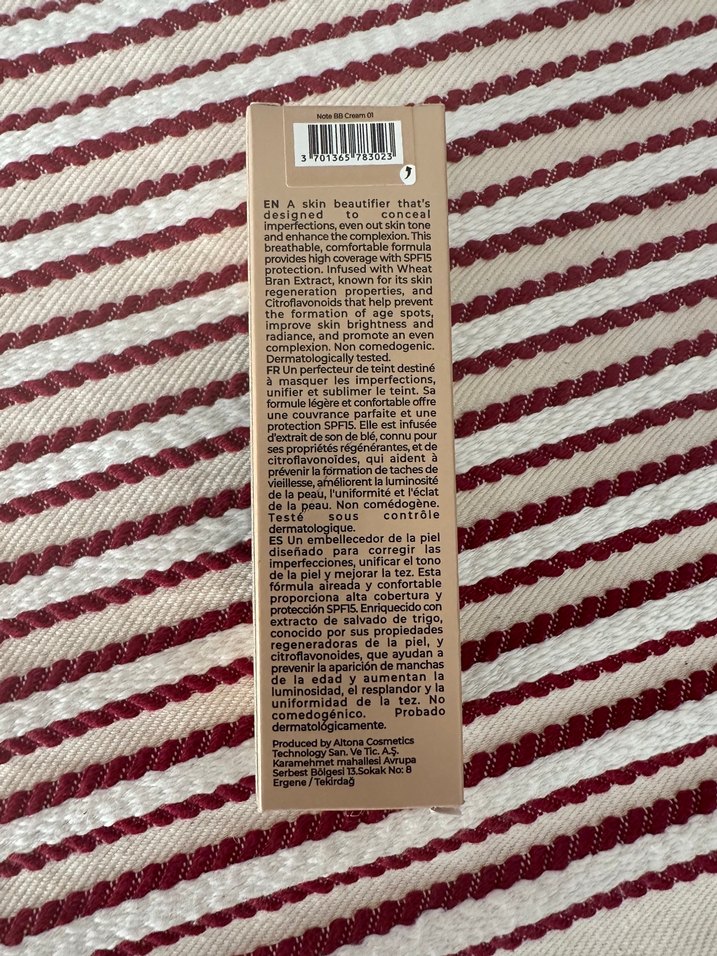 Note BB Cream 01
3 701365 783023
EN A skin beautifier that's
designed to conceal
imperfections, even out skin tone
and enhance the complexion. This
breathable, comfortable formula
provides high coverage with SPF15
protection. Infused with Wheat
Bran Extract, known for its skin
regeneration properties, and
Citroflavonoids that help prevent
the formation of age spots,
improve skin brightness and
radiance, and promote an even
complexion. Non comedogenic.
Dermatologically tested.
FR Un perfecteur de teint destiné
à masquer les imperfections,
unifier et sublimer le teint. Sa
formule légère et confortable offre
une couvrance parfaite et une
protection SPF15. Elle est infusée
d'extrait de son de blé, connu pour
ses propriétés régénérantes, et de
citroflavonoïdes, qui aident à
prévenir la formation de taches de
vieillesse, améliorent la luminosité
de la peau, l'uniformité et l'éclat
de la peau. Non comédogène.
Testé sous contrôle
dermatologique.
ES Un embellecedor de la piel
diseñado para corregir las
imperfecciones, unificar el tono
de la piel y mejorar la tez. Esta
fórmula aireada y confortable
proporciona alta cobertura y
protección SPF15. Enriquecido con
extracto de salvado de trigo,
conocido por sus propiedades
regeneradoras de la piel, y
citroflavonoides, que ayudan a
prevenir la aparición de manchas
de la edad y aumentan la
luminosidad, el resplandor y la
uniformidad de la tez. No
comedogénico. Probado
dermatológicamente.
Produced by Altona Cosmetics
Technology San. Ve Tic. A.Ş.
Karamehmet mahallesi Avrupa
Serbest Bölgesi 13.Sokak No: 8
Ergene / Tekirdağ